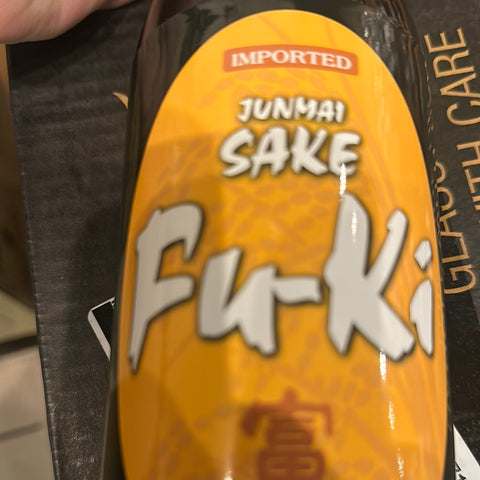 IMPORTED
JUNMAI
SAKE
Fu-Ki
富
GLASS
WITH CARE